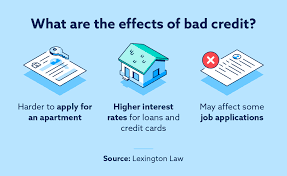 What are the effects of bad credit?
Harder to apply for
an apartment
Higher interest
rates for loans and
credit cards
May affect some
job applications
Source: Lexington Law